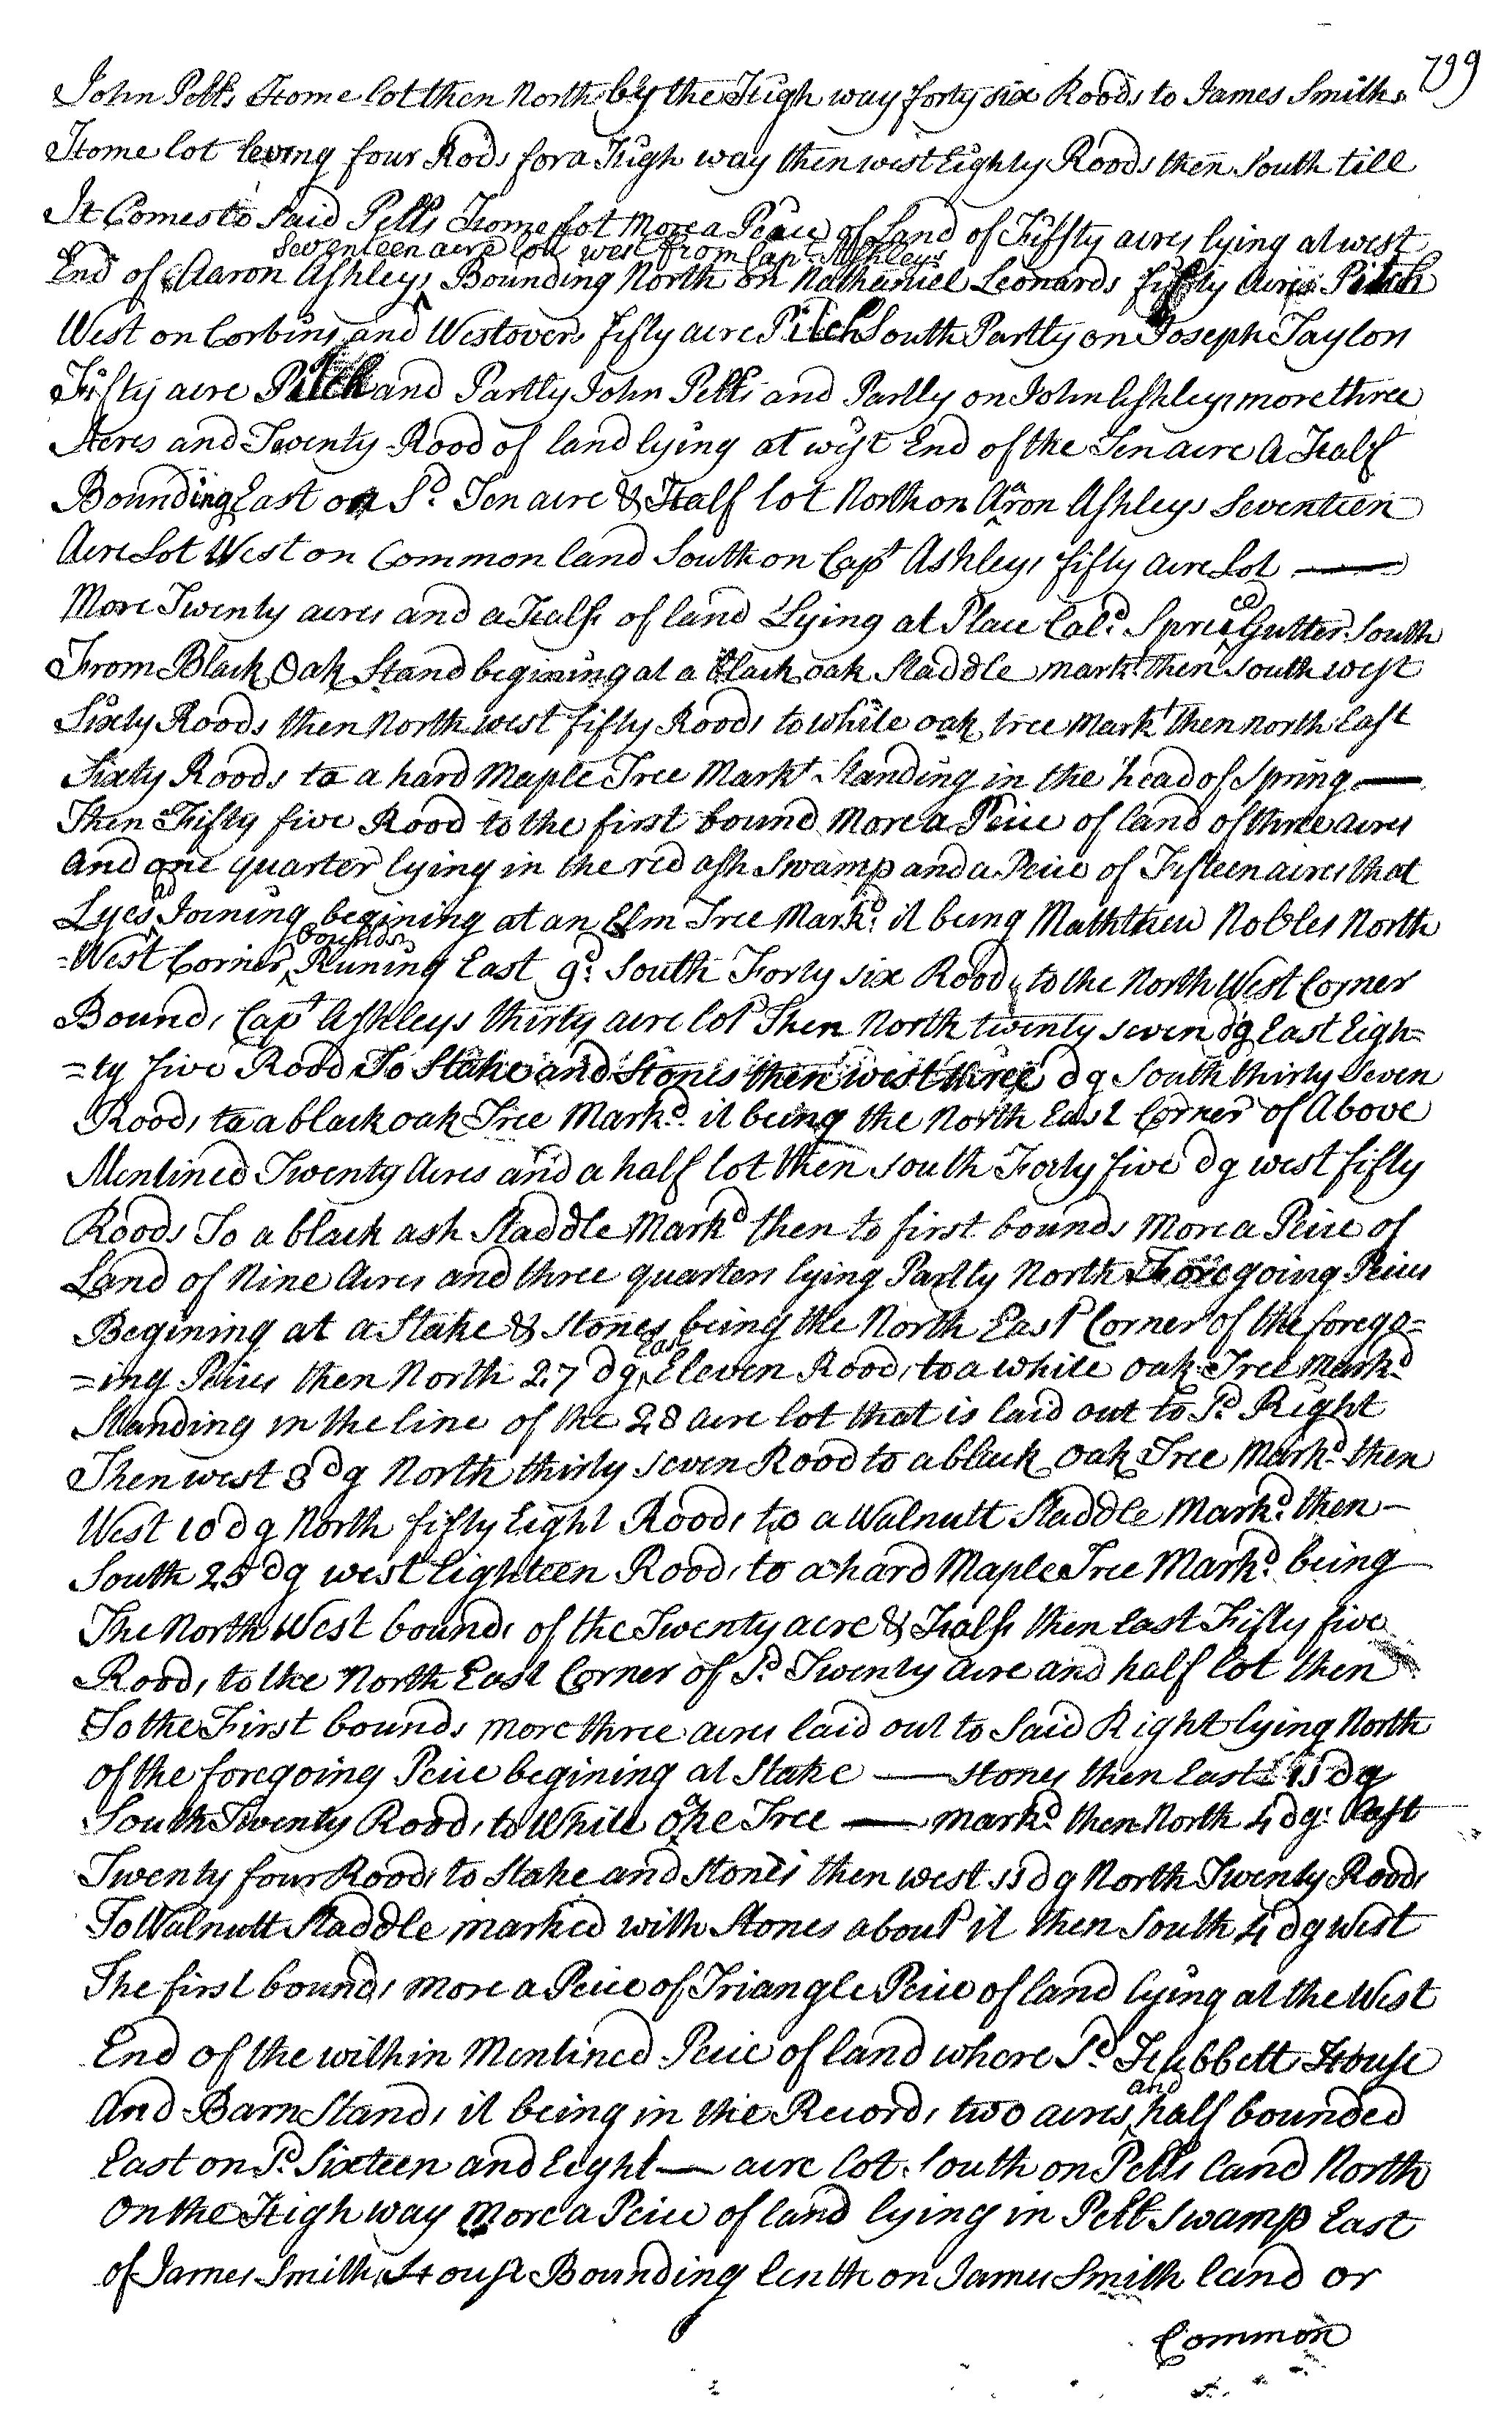 799
John Pells Home lot then North by the High way forty six Roods to James Smiths
Home lot leving four Rods for a High way then west Eighty Roods then South till
It Comes to Said Pells Home lot More a Peice of Land of Fiffty acres lying at west
seventeen acre lott west from Capt Ashleys
End of Aaron Ashleys Bounding North on Nathaniel Leonards fifty Acres Pitch
West on Corbins and Westovers fifty acre Pitch South Partly on Joseph Taylor
Fifty acre Pitch and Partly John Pells and Partly on John Ashleys more three
Acres and Twenty Rood of land lying at west End of the Ten acre & Half
Bounding East on Sd. Ten acre & Half lot North on Aaron Ashleys Seventeen
Acre Lot West on Common land South on Capt Ashleys fifty acre Lot —
More Twenty acres and a Half of land Lying at Place Cald. Spruce Gutter South
From Black Oak Stand begining at a black oak Staddle markt then South west
Sixty Roods then North west fifty Roods to white oak tree Markt then north East
Sixty Roods to a hard Maple Tree Markt Standing in the head of Spring —
Then Fifty five Rood to the first bound More a Peice of land of three acres
And one quarter lying in the red ash Swamp and a Peice of Fifteen acres that
Lyes ad Joining begining at an Elm Tree Markd. it being Matthew Nobles North
=West Corner bounds Runing East 9d. South Forty six Roods to the North West Corner
Bounds Capt Ashleys thirty acre lot Then North twenty seven dg East Eigh=
=ty five Rood To Stake and Stones then west three dg South thirty Seven
Roods to a black oak Tree Markd. it being the North East Corner of Above
Mentined Twenty Acres and a half lot then south Forty five dg west fifty
Roods To a black ash Staddle Markd then to first bounds More a Peice of
Land of Nine Acres and three quarters lying Partly North Foregoing Peices
Begining at a Stake & Stones being the North East Corner of the forego=
=ing Peices then North 27 dg East Eleven Roods to a white oak Tree Markd
Standing in the line of the 28 acre lot that is laid out to Sd. Right
Then west 3 dg North thirty seven Rood to a black oak Tree Markd. then
West 10 dg North fifty Eight Roods to a Walnutt Staddle Markd. then —
South 25 dg west Eighteen Roods to a hard Maple Tree Markd. being
The North West bounds of the Twenty acre & Half then East Fifty five
Roods to the North East Corner of Sd. Twenty acre and half lot then
To the First bounds more three acres laid out to Said Right lying North
of the foregoing Peice begining at Stake — stones then East 15 dg
South Twenty Roods to White oke Tree — markd. then North 4 dg: East
Twenty four Roods to Stake and Stones then west 15 dg North Twenty Roods
To Walnutt Staddle marked with Stones about it then South 4 dg west
The first bounds more a Peice of Triangle Peice of land lying at the West
End of the within Mentined Peice of land where Sd. Hubbett House
And Barn Stands it being in the Records two acres and half bounded
East on Sd. Sixteen and Eight — acre lot South on Pells land North
On the High way More a Peice of land lying in Pell Swamp East
of James Smiths House Bounding North on James Smith land or
Common